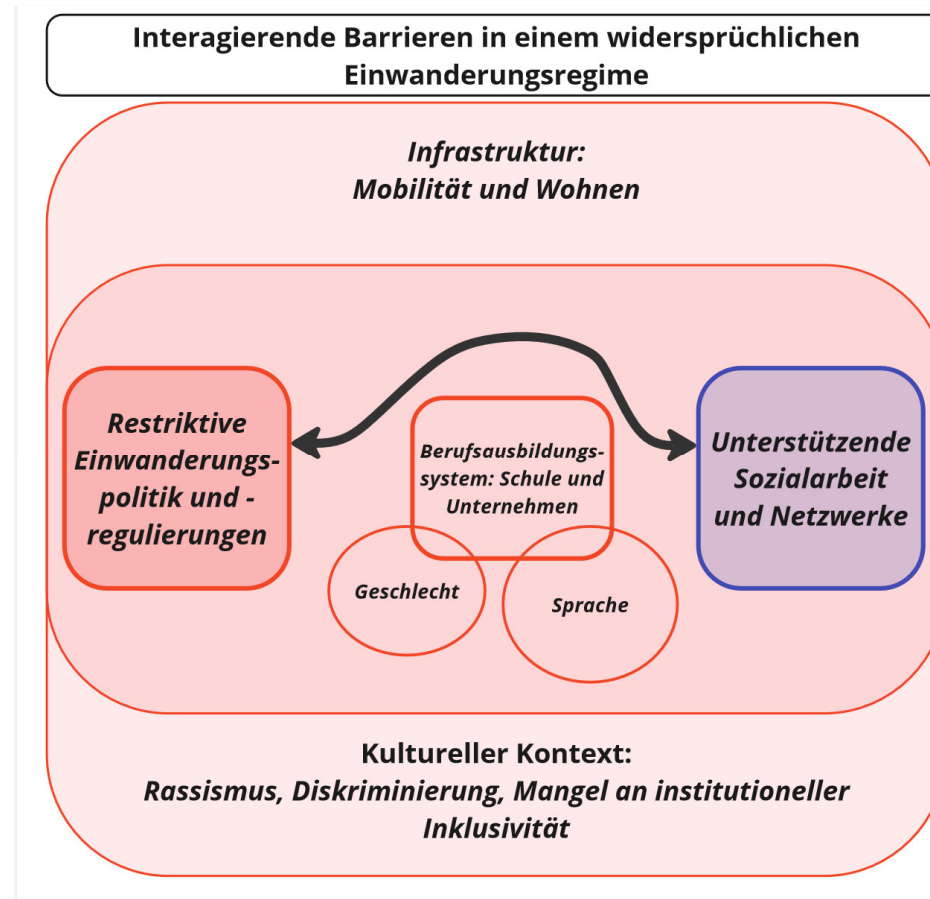 Interagierende Barrieren in einem widersprüchlichen
Einwanderungsregime
Infrastruktur:
Mobilität und Wohnen
Restriktive
Einwanderungs-
politik und -
regulierungen
Berufsausbildungs-
system: Schule und
Unternehmen
Geschlecht
Sprache
Unterstützende
Sozialarbeit
und Netzwerke
Kultureller Kontext:
Rassismus, Diskriminierung, Mangel an institutioneller
Inklusivität